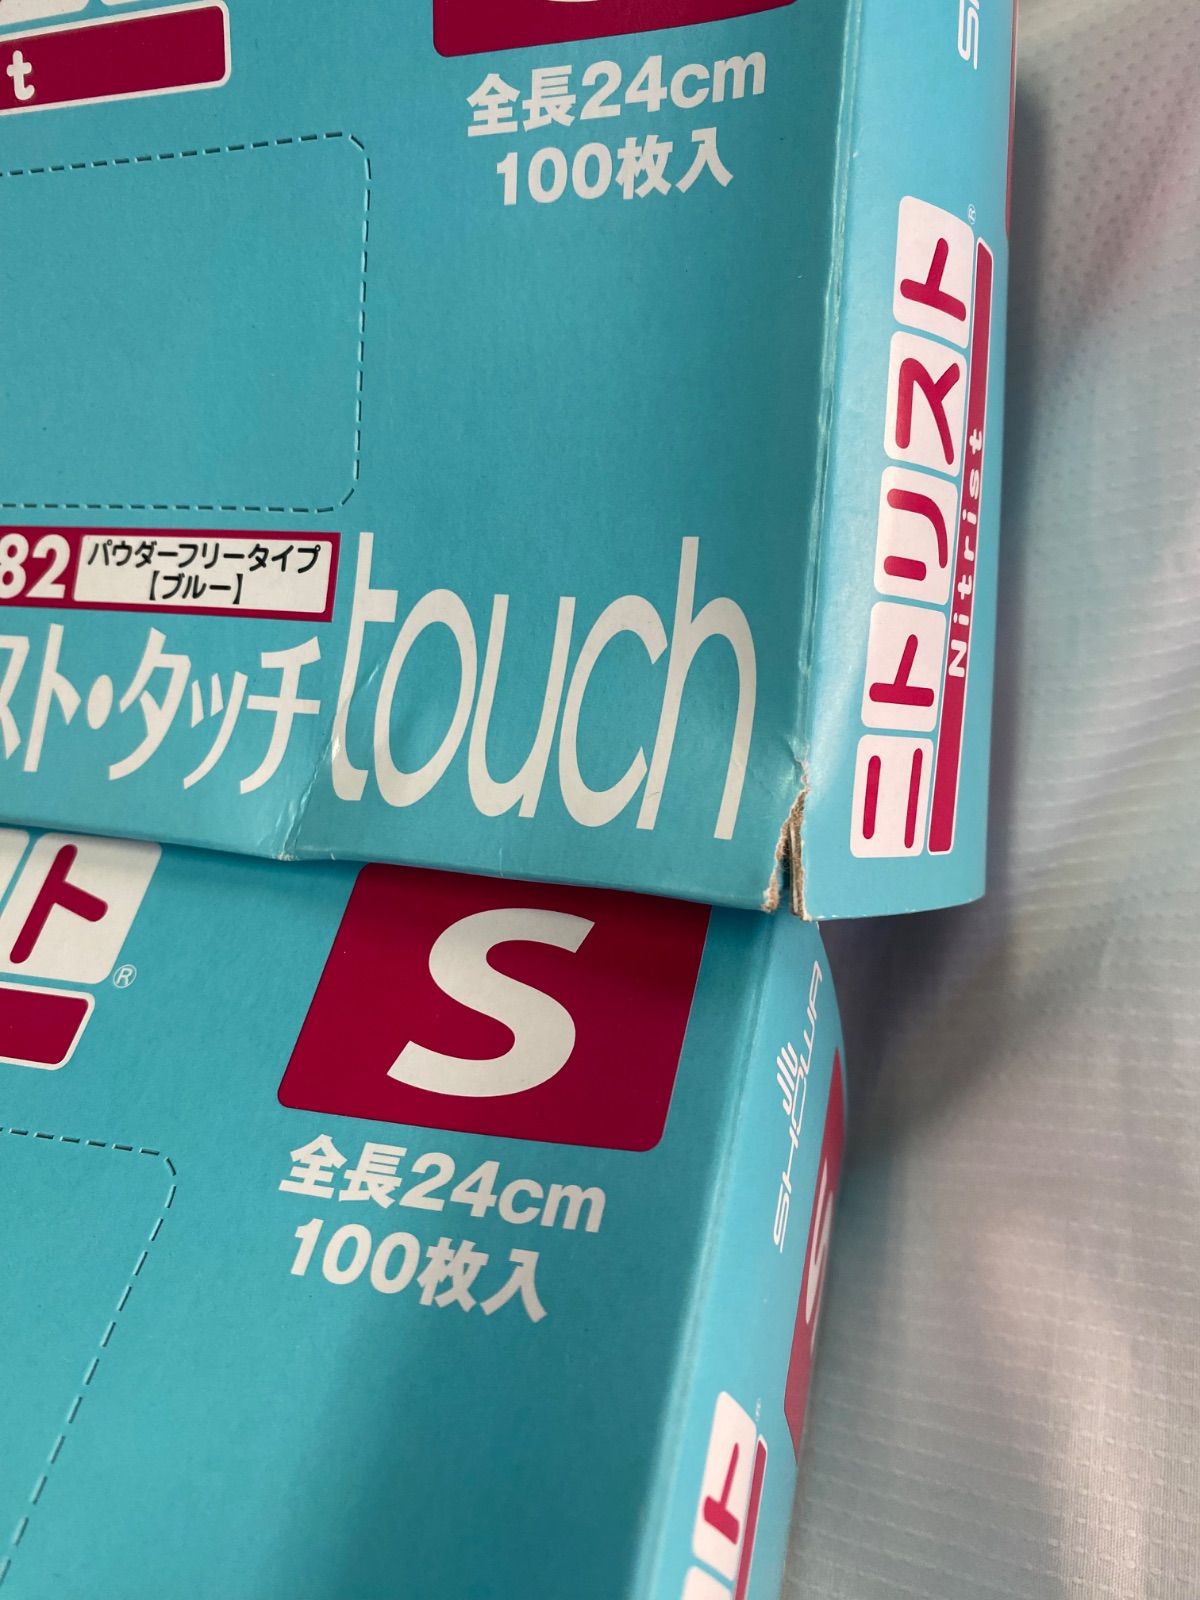 t
全長24cm
100枚入
82
パウダーフリータイプ
【ブルー】
スト・タッチ touch
ニトリスト®
Nitrist
ト®
S
全長24cm
100枚入
SHOWA
S
ト®